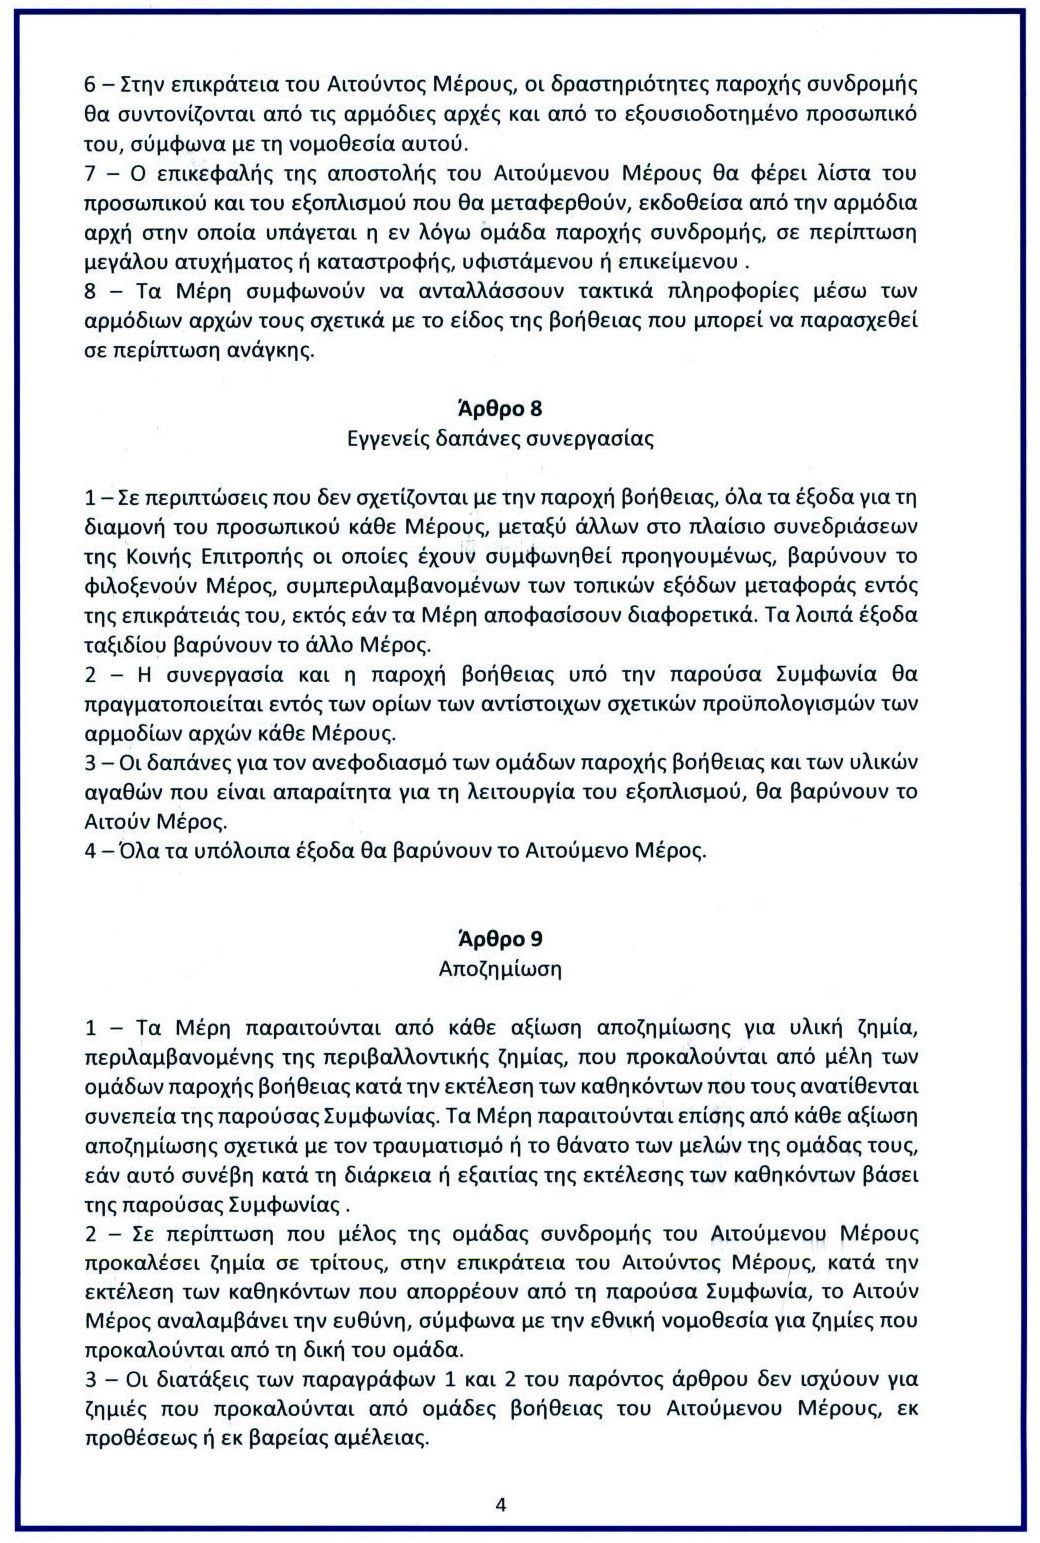 6 – Στην επικράτεια του Αιτούντος Μέρους, οι δραστηριότητες παροχής συνδρομής
θα συντονίζονται από τις αρμόδιες αρχές και από το εξουσιοδοτημένο προσωπικό
του, σύμφωνα με τη νομοθεσία αυτού.
7 – Ο επικεφαλής της αποστολής του Αιτούμενου Μέρους θα φέρει λίστα του
προσωπικού και του εξοπλισμού που θα μεταφερθούν, εκδοθείσα από την αρμόδια
αρχή στην οποία υπάγεται η εν λόγω ομάδα παροχής συνδρομής, σε περίπτωση
μεγάλου ατυχήματος ή καταστροφής, υφιστάμενου ή επικείμενου .
8 – Τα Μέρη συμφωνούν να ανταλλάσσουν τακτικά πληροφορίες μέσω των
αρμόδιων αρχών τους σχετικά με το είδος της βοήθειας που μπορεί να παρασχεθεί
σε περίπτωση ανάγκης.
Άρθρο 8
Εγγενείς δαπάνες συνεργασίας
1 – Σε περιπτώσεις που δεν σχετίζονται με την παροχή βοήθειας, όλα τα έξοδα για τη
διαμονή του προσωπικού κάθε Μέρους, μεταξύ άλλων στο πλαίσιο συνεδριάσεων
της Κοινής Επιτροπής οι οποίες έχουν συμφωνηθεί προηγουμένως, βαρύνουν το
φιλοξενούν Μέρος, συμπεριλαμβανομένων των τοπικών εξόδων μεταφοράς εντός
της επικράτειάς του, εκτός εάν τα Μέρη αποφασίσουν διαφορετικά. Τα λοιπά έξοδα
ταξιδίου βαρύνουν το άλλο Μέρος.
2 – Η συνεργασία και η παροχή βοήθειας υπό την παρούσα Συμφωνία θα
πραγματοποιείται εντός των ορίων των αντίστοιχων σχετικών προϋπολογισμών των
αρμοδίων αρχών κάθε Μέρους.
3 – Οι δαπάνες για τον ανεφοδιασμό των ομάδων παροχής βοήθειας και των υλικών
αγαθών που είναι απαραίτητα για τη λειτουργία του εξοπλισμού, θα βαρύνουν το
Αιτούν Μέρος.
4 – Όλα τα υπόλοιπα έξοδα θα βαρύνουν το Αιτούμενο Μέρος.
Άρθρο 9
Αποζημίωση
1 – Τα Μέρη παραιτούνται από κάθε αξίωση αποζημίωσης για υλική ζημία,
περιλαμβανομένης της περιβαλλοντικής ζημίας, που προκαλούνται από μέλη των
ομάδων παροχής βοήθειας κατά την εκτέλεση των καθηκόντων που τους ανατίθενται
συνεπεία της παρούσας Συμφωνίας. Τα Μέρη παραιτούνται επίσης από κάθε αξίωση
αποζημίωσης σχετικά με τον τραυματισμό ή το θάνατο των μελών της ομάδας τους,
εάν αυτό συνέβη κατά τη διάρκεια ή εξαιτίας της εκτέλεσης των καθηκόντων βάσει
της παρούσας Συμφωνίας .
2 – Σε περίπτωση που μέλος της ομάδας συνδρομής του Αιτούμενου Μέρους
προκαλέσει ζημία σε τρίτους, στην επικράτεια του Αιτούντος Μέρους, κατά την
εκτέλεση των καθηκόντων που απορρέουν από τη παρούσα Συμφωνία, το Αιτούν
Μέρος αναλαμβάνει την ευθύνη, σύμφωνα με την εθνική νομοθεσία για ζημίες που
προκαλούνται από τη δική του ομάδα.
3 – Οι διατάξεις των παραγράφων 1 και 2 του παρόντος άρθρου δεν ισχύουν για
ζημιές που προκαλούνται από ομάδες βοήθειας του Αιτούμενου Μέρους, εκ
προθέσεως ή εκ βαρείας αμέλειας.
4